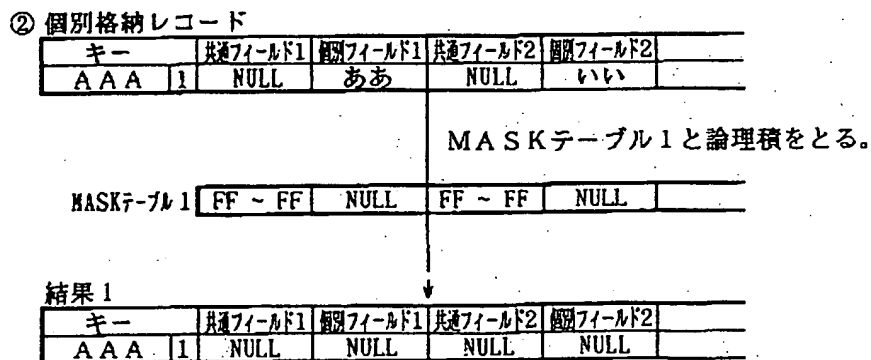 ② 個別格納レコード
キー 共通フィールド1 個別フィールド1 共通フィールド2 個別フィールド2
AAA 1 NULL ああ NULL いい
MASKテーブル1と論理積をとる。
MASKテーブル1 FF ~ FF NULL FF ~ FF NULL
結果1
キー 共通フィールド1 個別フィールド1 共通フィールド2 個別フィールド2
AAA 1 NULL NULL NULL NULL